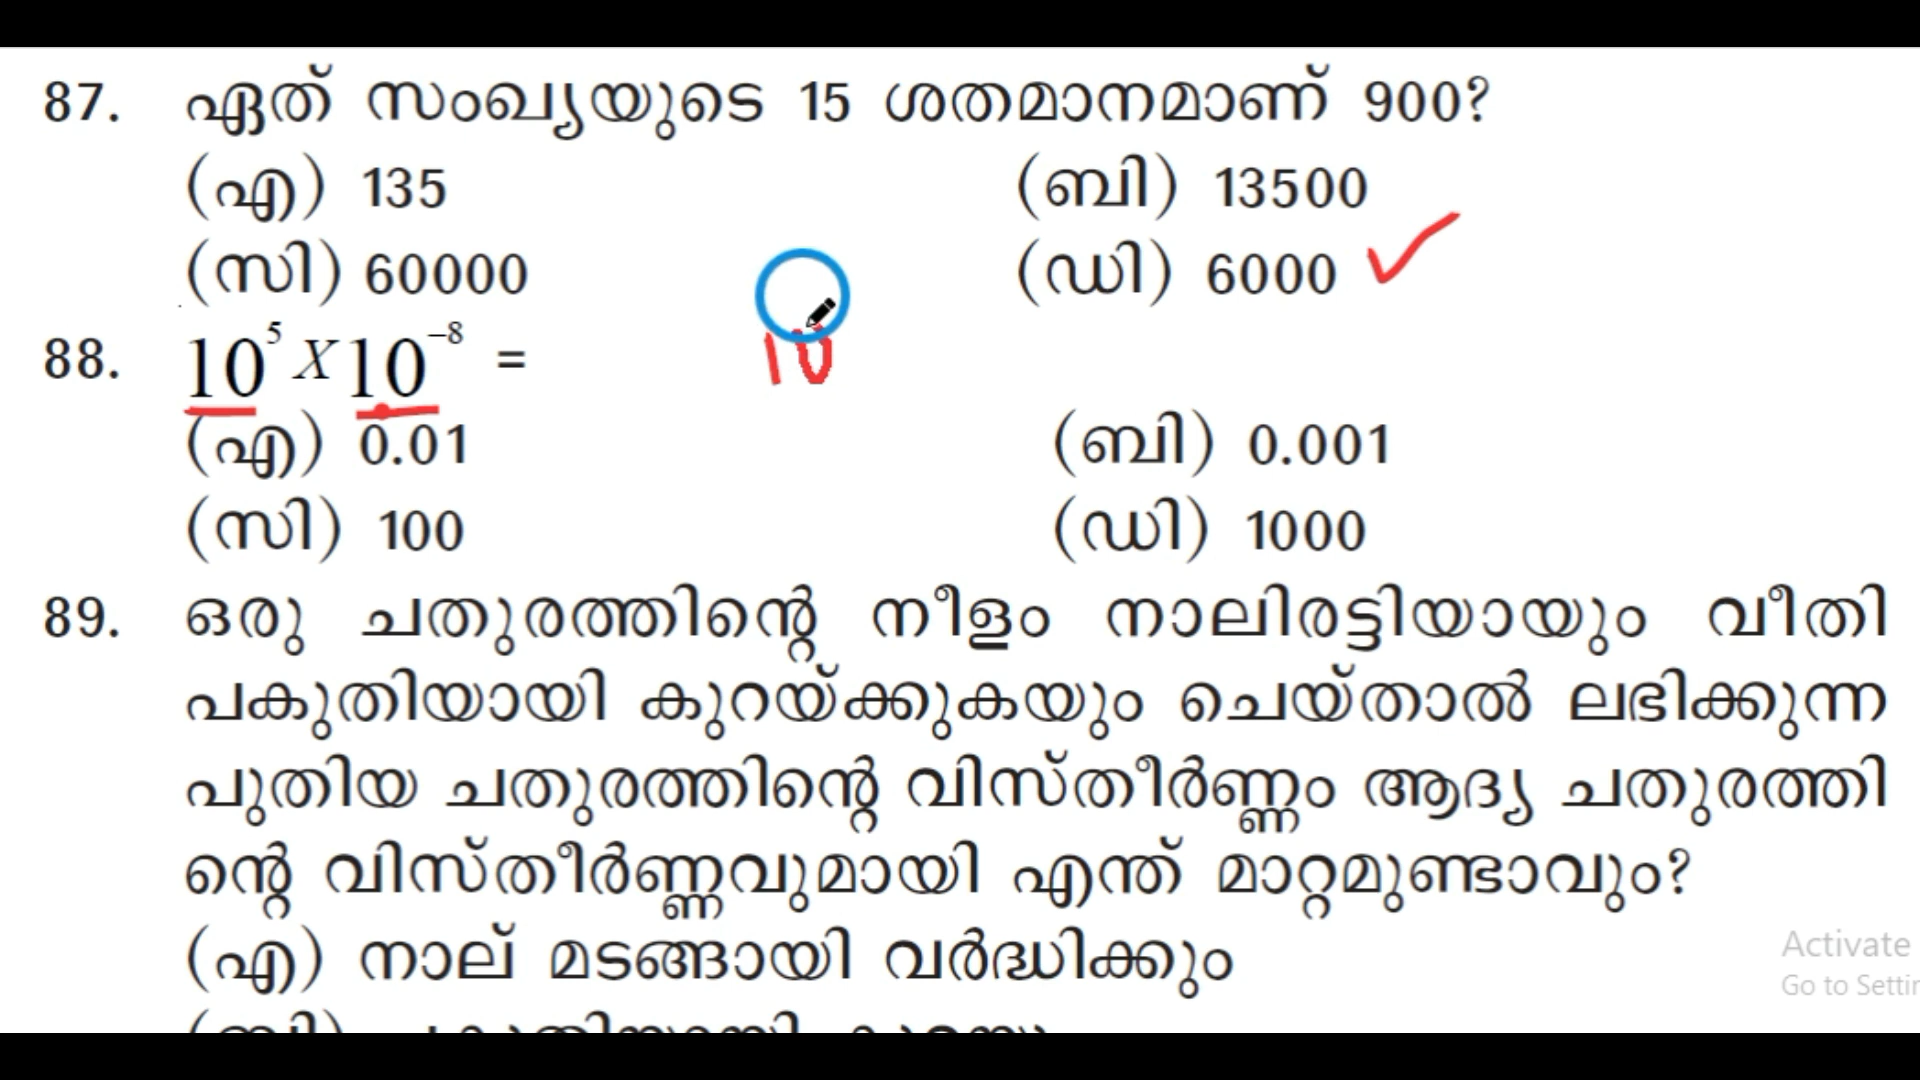 87. ഏത് സംഖ്യയുടെ 15 ശതമാനമാണ് 900?
(എ) 135 (ബി) 13500
(സി) 60000 (ഡി) 6000 ✓
88. 10⁵ X 10⁻⁸ = 10
(എ) 0.01 (ബി) 0.001
(സി) 100 (ഡി) 1000
89. ഒരു ചതുരത്തിന്റെ നീളം നാലിരട്ടിയായും വീതി
പകുതിയായി കുറയ്ക്കുകയും ചെയ്താൽ ലഭിക്കുന്ന
പുതിയ ചതുരത്തിന്റെ വിസ്തീർണ്ണം ആദ്യ ചതുരത്തി
ന്റെ വിസ്തീർണ്ണവുമായി എന്ത് മാറ്റമുണ്ടാവും?
(എ) നാല് മടങ്ങായി വർദ്ധിക്കും
Activate
Go to